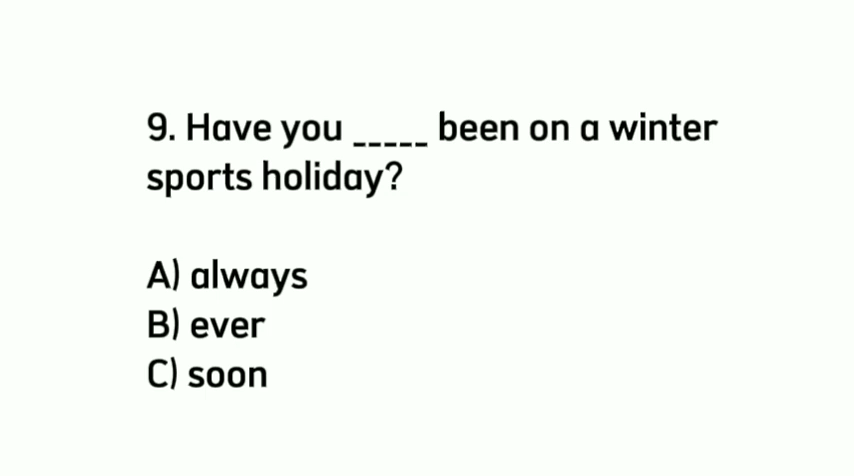 9. Have you _____ been on a winter
sports holiday?
A) always
B) ever
C) soon